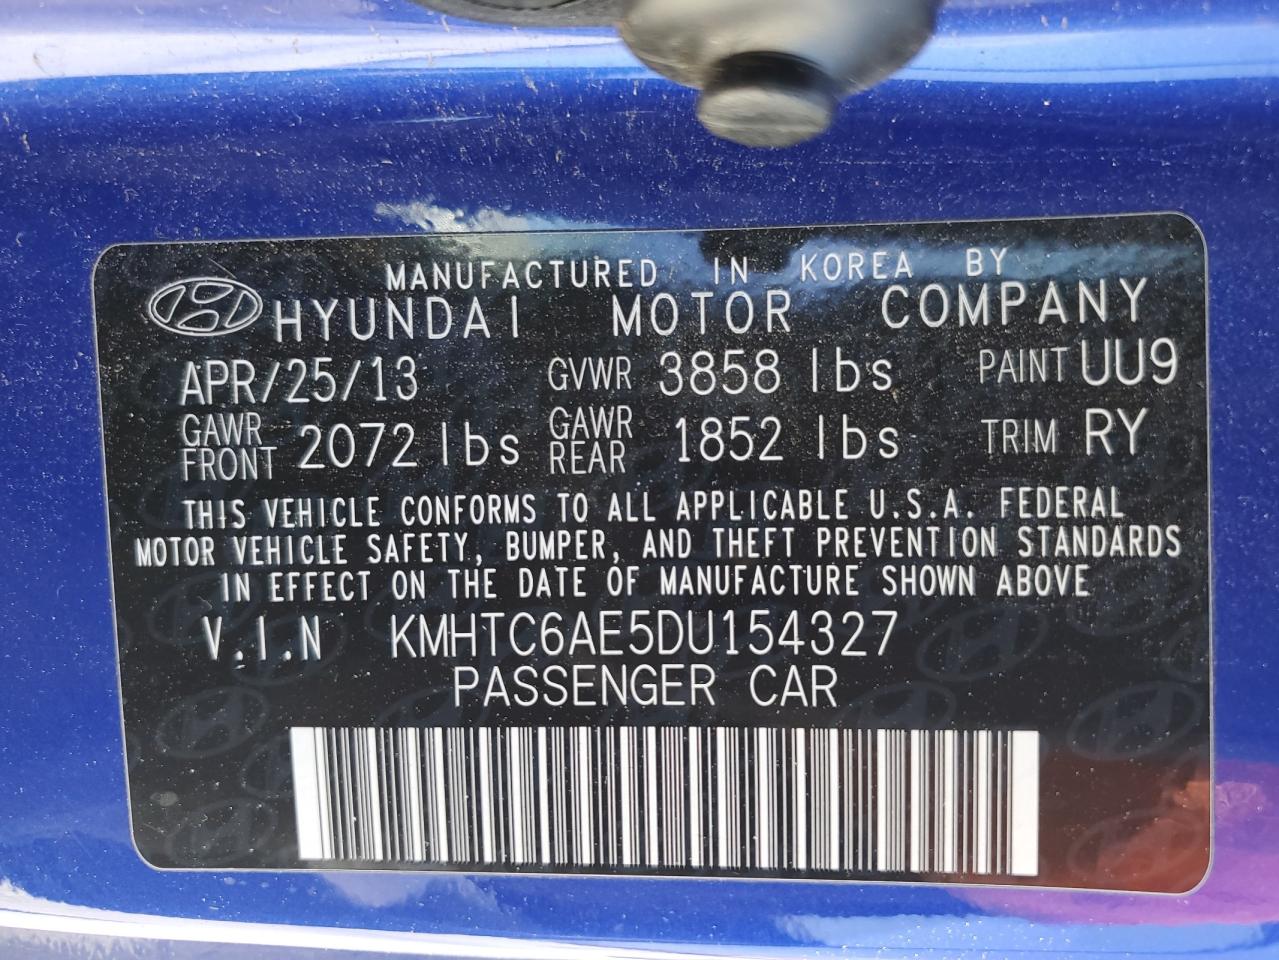 MANUFACTURED IN KOREA BY
HYUNDAI MOTOR COMPANY
APR/25/13 GVWR 3858 lbs PAINT UU9
GAWR FRONT 2072 lbs GAWR REAR 1852 lbs TRIM RY
THIS VEHICLE CONFORMS TO ALL APPLICABLE U.S.A. FEDERAL
MOTOR VEHICLE SAFETY, BUMPER, AND THEFT PREVENTION STANDARDS
IN EFFECT ON THE DATE OF MANUFACTURE SHOWN ABOVE
V.I.N KMHTC6AE5DU154327
PASSENGER CAR